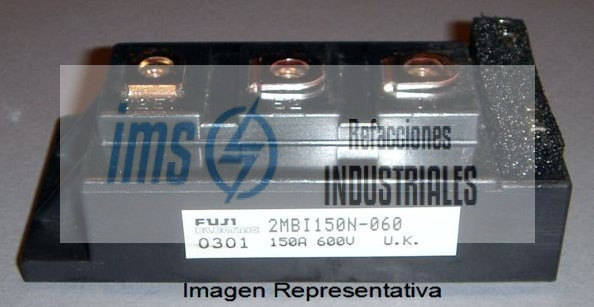 ims
Refacciones
INDUSTRIALES
FUJI
ELECTRIC
2MBI150N-060
0301
150A 600V
U.K.
Imagen Representativa